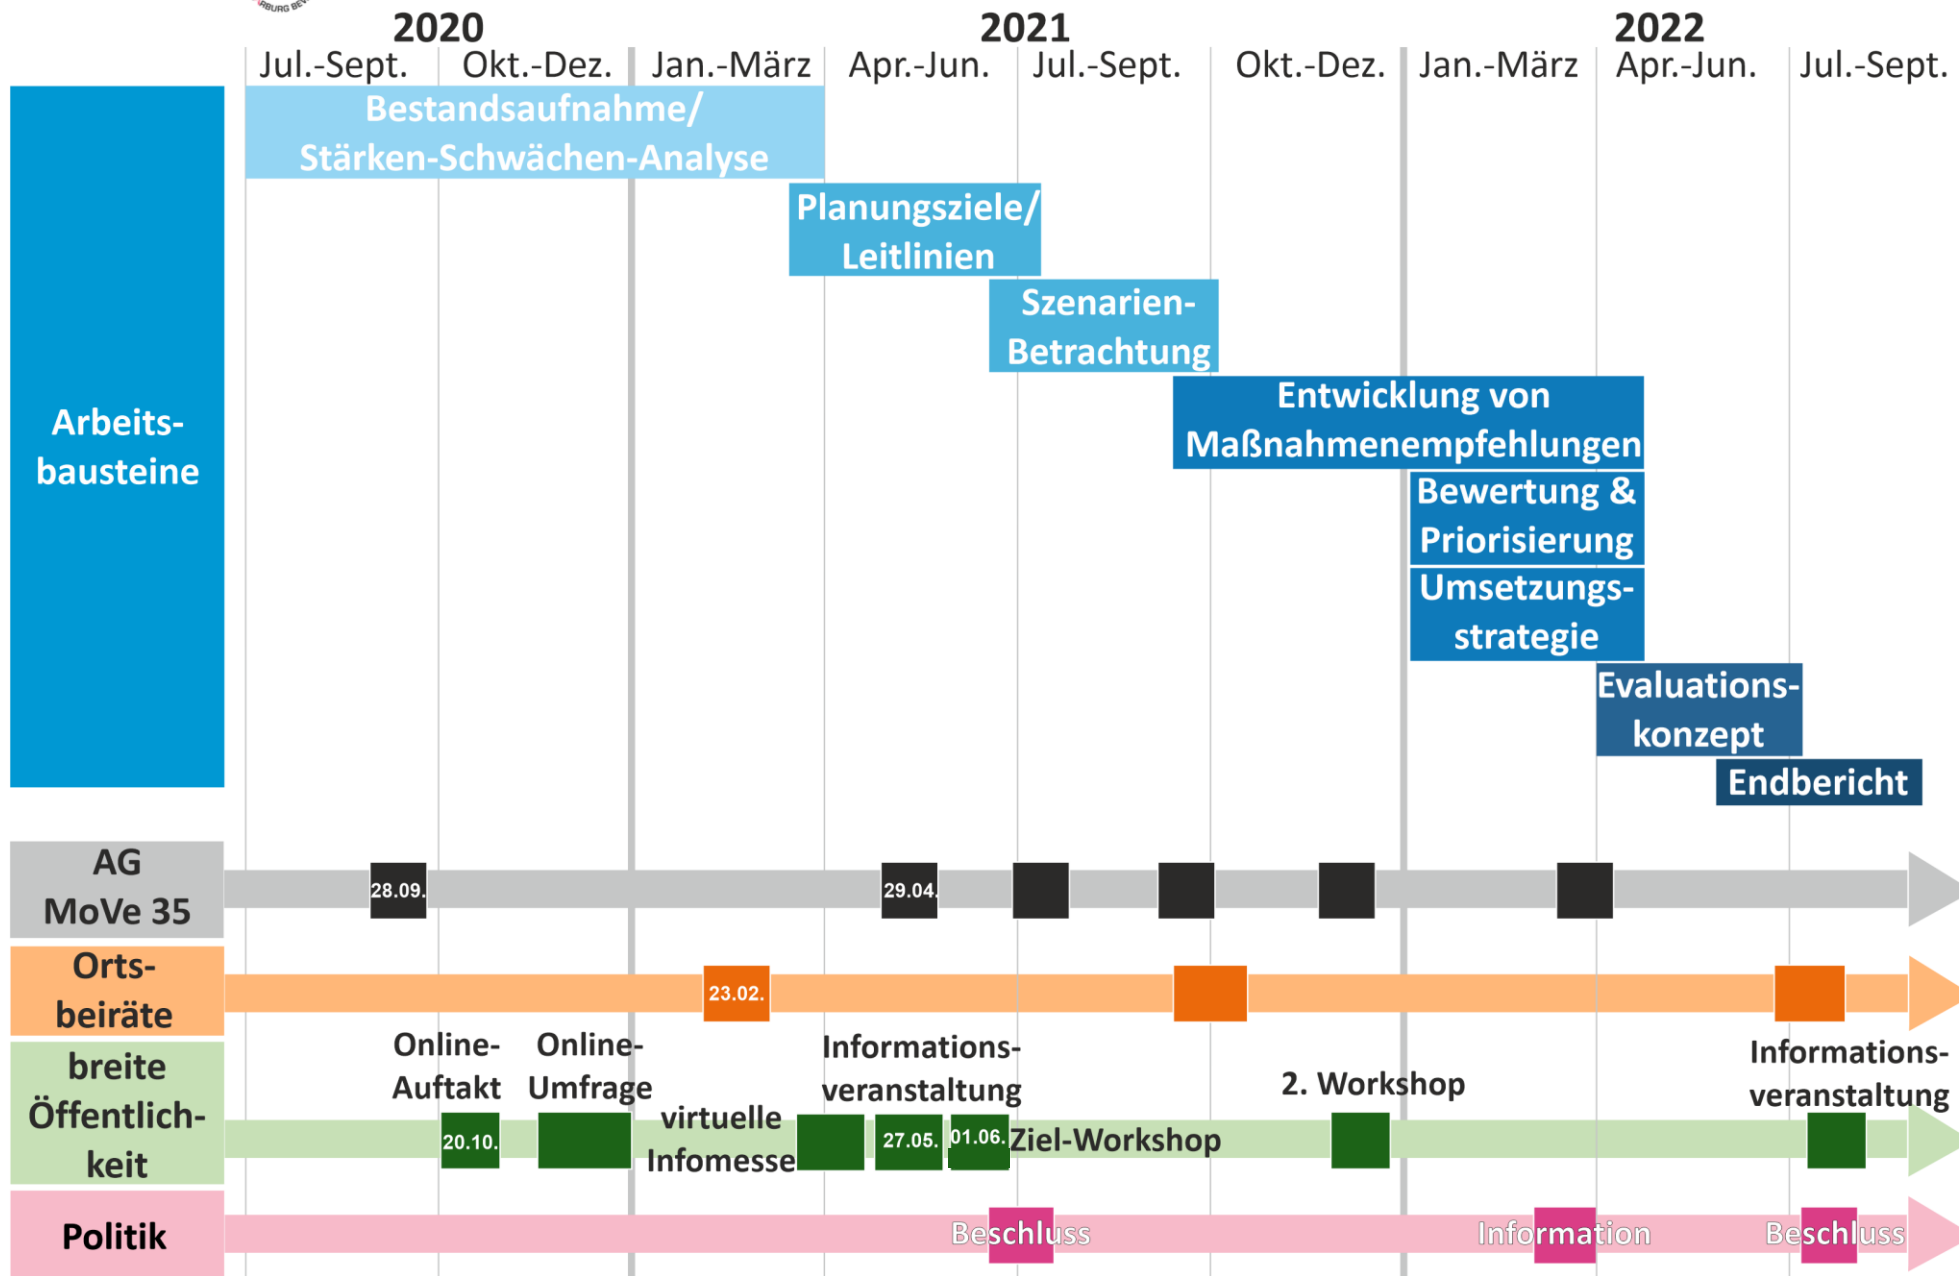 2020 2021 2022
Jul.-Sept. Okt.-Dez. Jan.-März Apr.-Jun. Jul.-Sept. Okt.-Dez. Jan.-März Apr.-Jun. Jul.-Sept.
Arbeits-
bausteine
Bestandsaufnahme/
Stärken-Schwächen-Analyse
Planungsziele/
Leitlinien
Szenarien-
Betrachtung
Entwicklung von
Maßnahmenempfehlungen
Bewertung &
Priorisierung
Umsetzungs-
strategie
Evaluations-
konzept
Endbericht
AG
MoVe 35
28.09. 29.04.
Orts-
beiräte
23.02.
breite
Öffentlich-
keit
Online-
Auftakt
20.10.
Online-
Umfrage
virtuelle
Infomesse
Informations-
veranstaltung
27.05. 01.06.
Ziel-Workshop
2. Workshop
Informations-
veranstaltung
Politik
Beschluss Information Beschluss